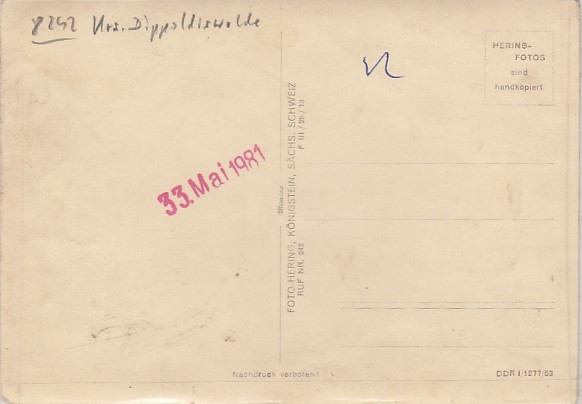 8242 Krs. Dippoldiswalde
HERING-
FOTOS
sind
handkopiert
33. Mai 1981
FOTO-HERING, KÖNIGSTEIN, SÄCHS. SCHWEIZ
RUF NR. 242
F III / 25 / 13
Nachdruck verboten!
DDR I/1277/53